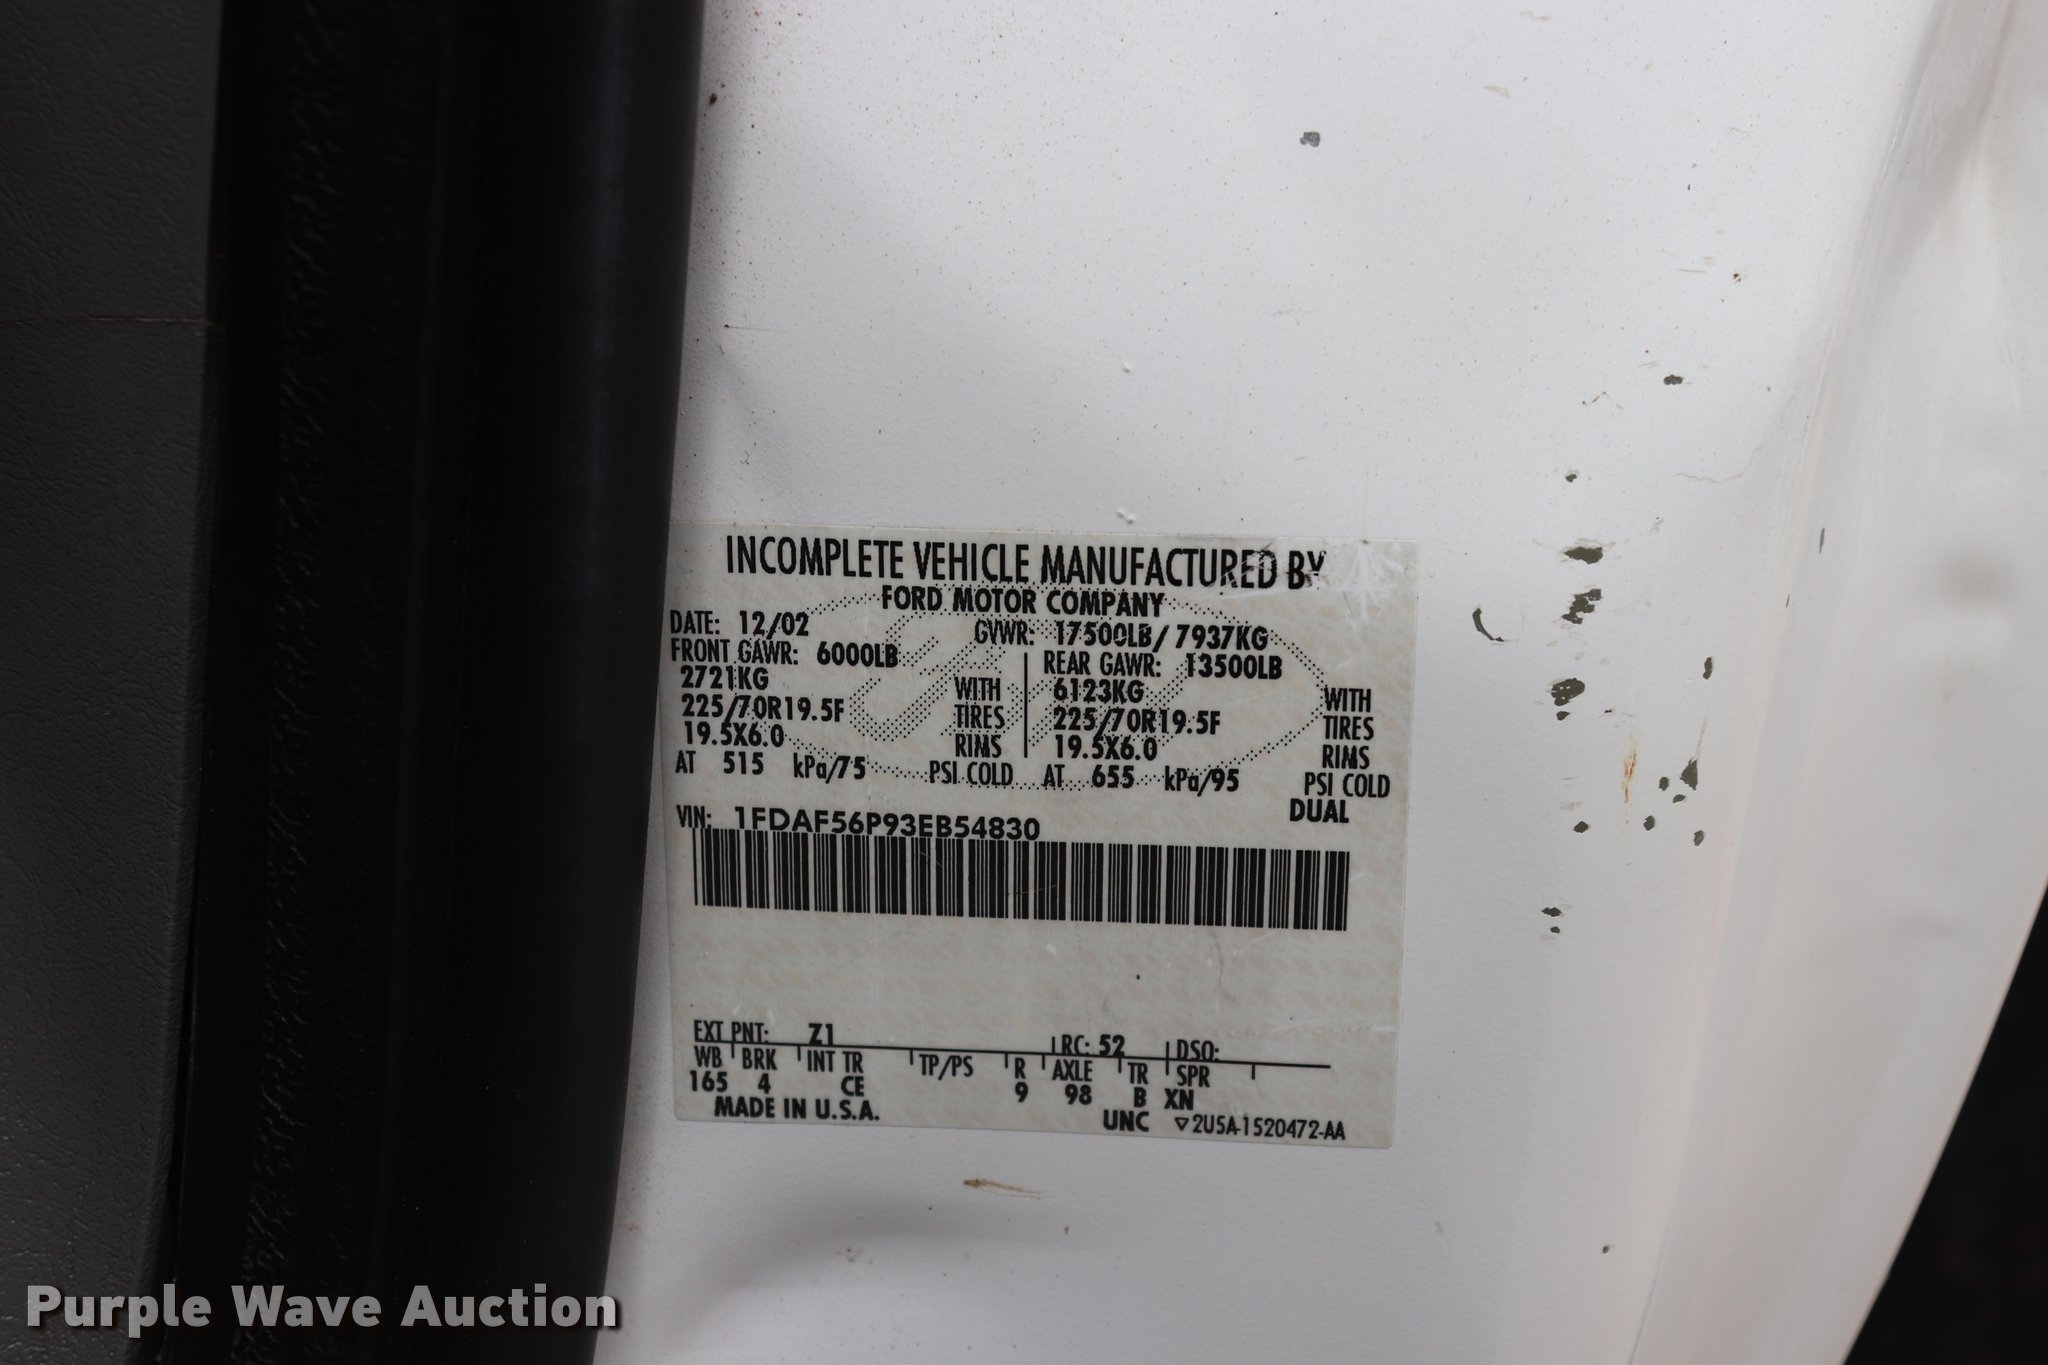 INCOMPLETE VEHICLE MANUFACTURED BY
FORD MOTOR COMPANY
DATE: 12/02 GVWR: 17500LB/ 7937KG
FRONT GAWR: 6000LB REAR GAWR: 13500LB
2721KG WITH 6123KG WITH
225/70R19.5F TIRES 225/70R19.5F TIRES
19.5X6.0 RIMS 19.5X6.0 RIMS
AT 515 kPa/75 PSI COLD AT 655 kPa/95 PSI COLD
DUAL
VIN: 1FDAF56P93EB54830
EXT PNT: Z1 RC: 52 DSO:
WB BRK INT TR TP/PS R AXLE TR SPR
165 4 CE 9 98 B XN
MADE IN U.S.A. UNC ▽2U5A-1520472-AA
Purple Wave Auction